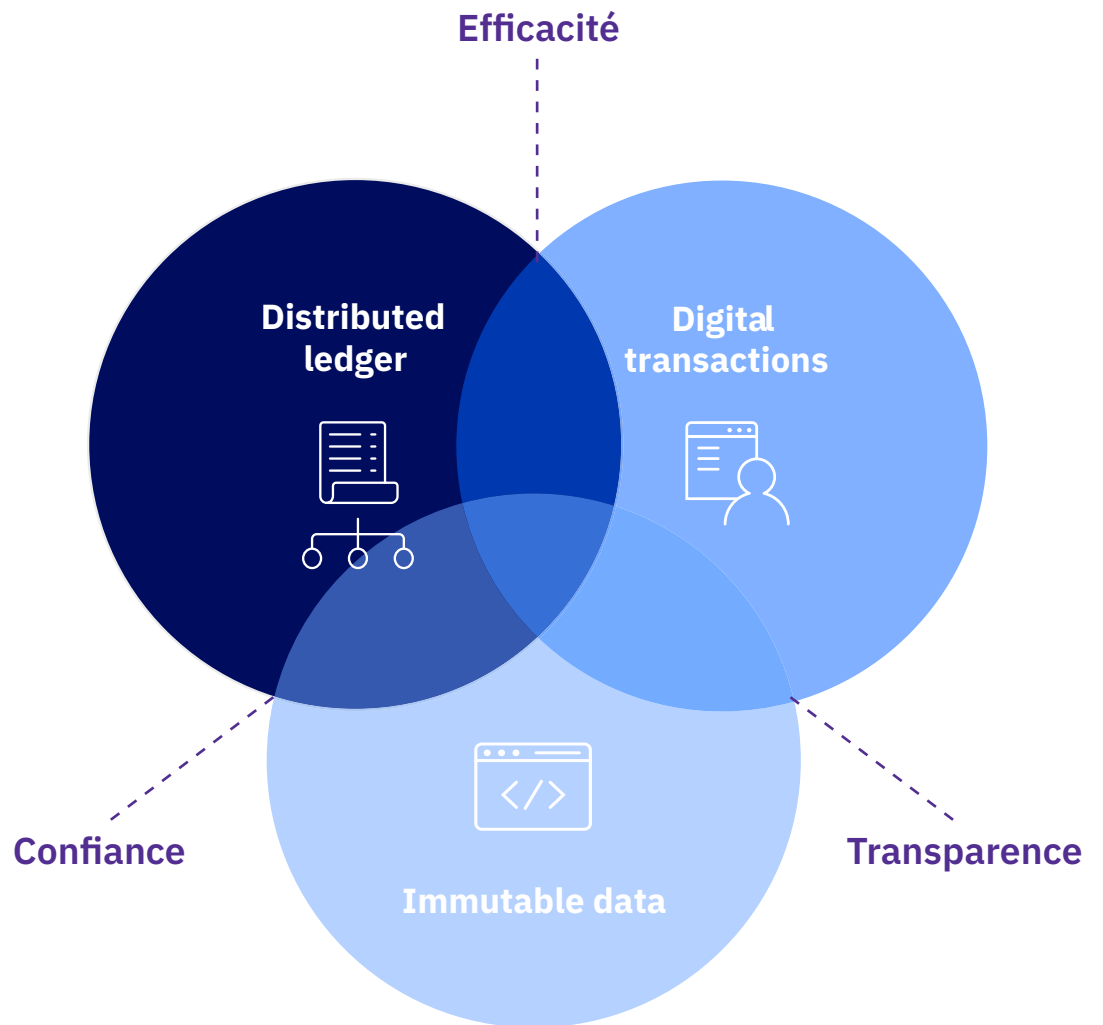 Efficacité
Distributed
ledger
Digital
transactions
Confiance
Transparence
Immutable data